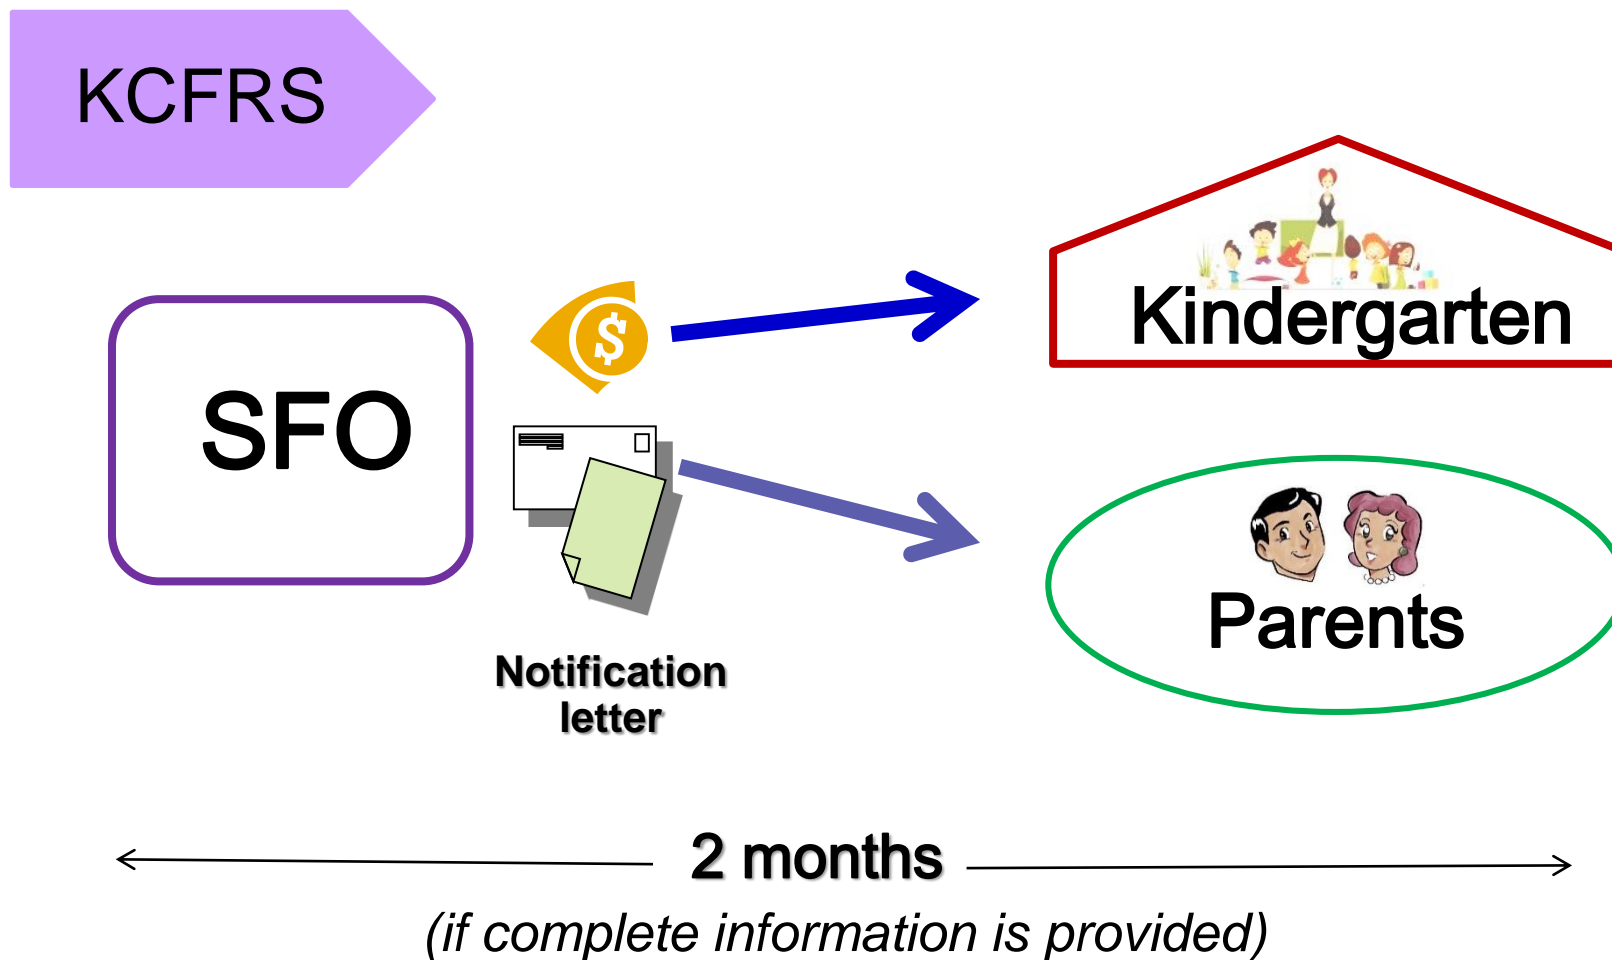 KCFRS
Kindergarten
SFO
$
Parents
Notification
letter
2 months
(if complete information is provided)